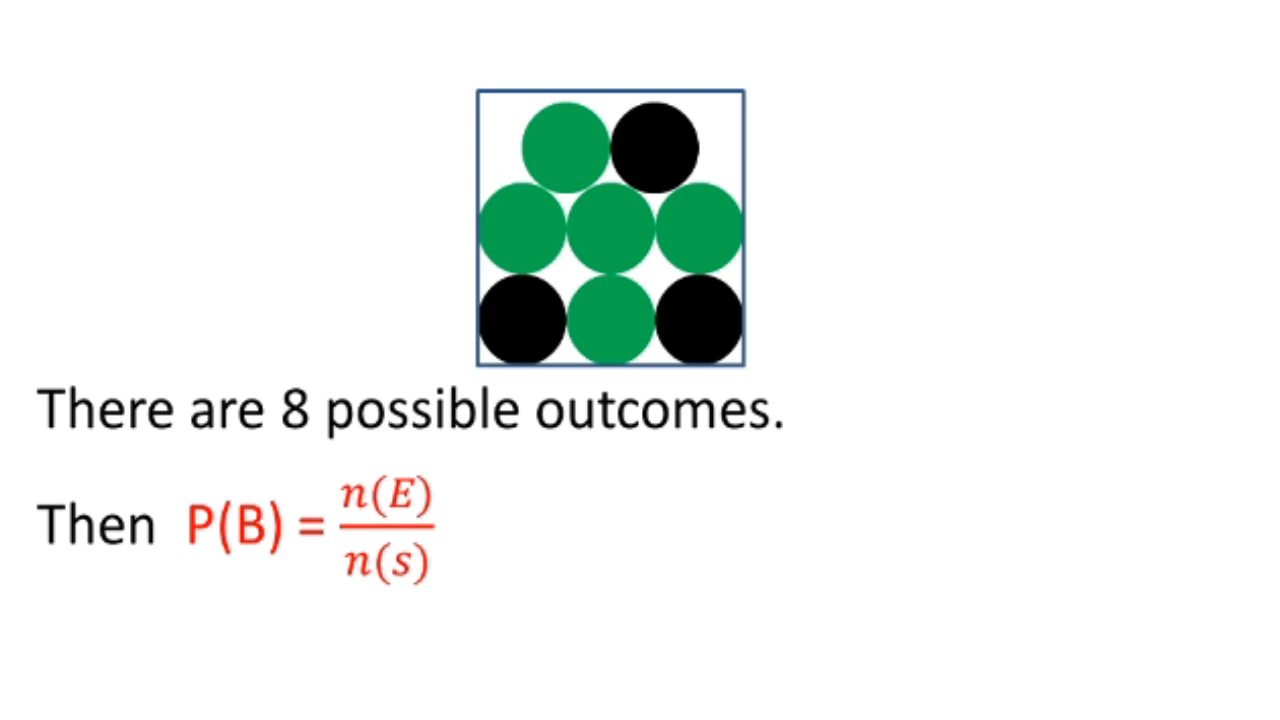 There are 8 possible outcomes.
Then P(B) = n(E)/n(s)